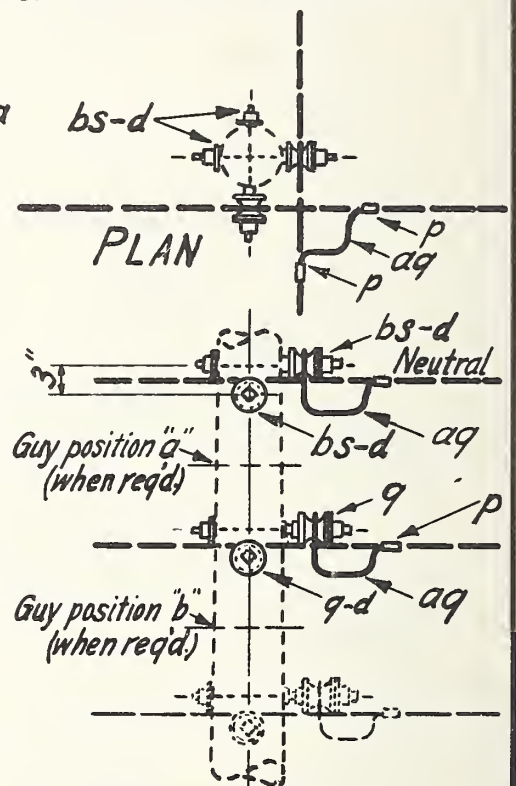 a
bs-d
PLAN
p
aq
p
bs-d
3"
Neutral
bs-d
aq
Guy position "a"
(when req'd.)
q
p
q-d
aq
Guy position "b"
(when req'd.)